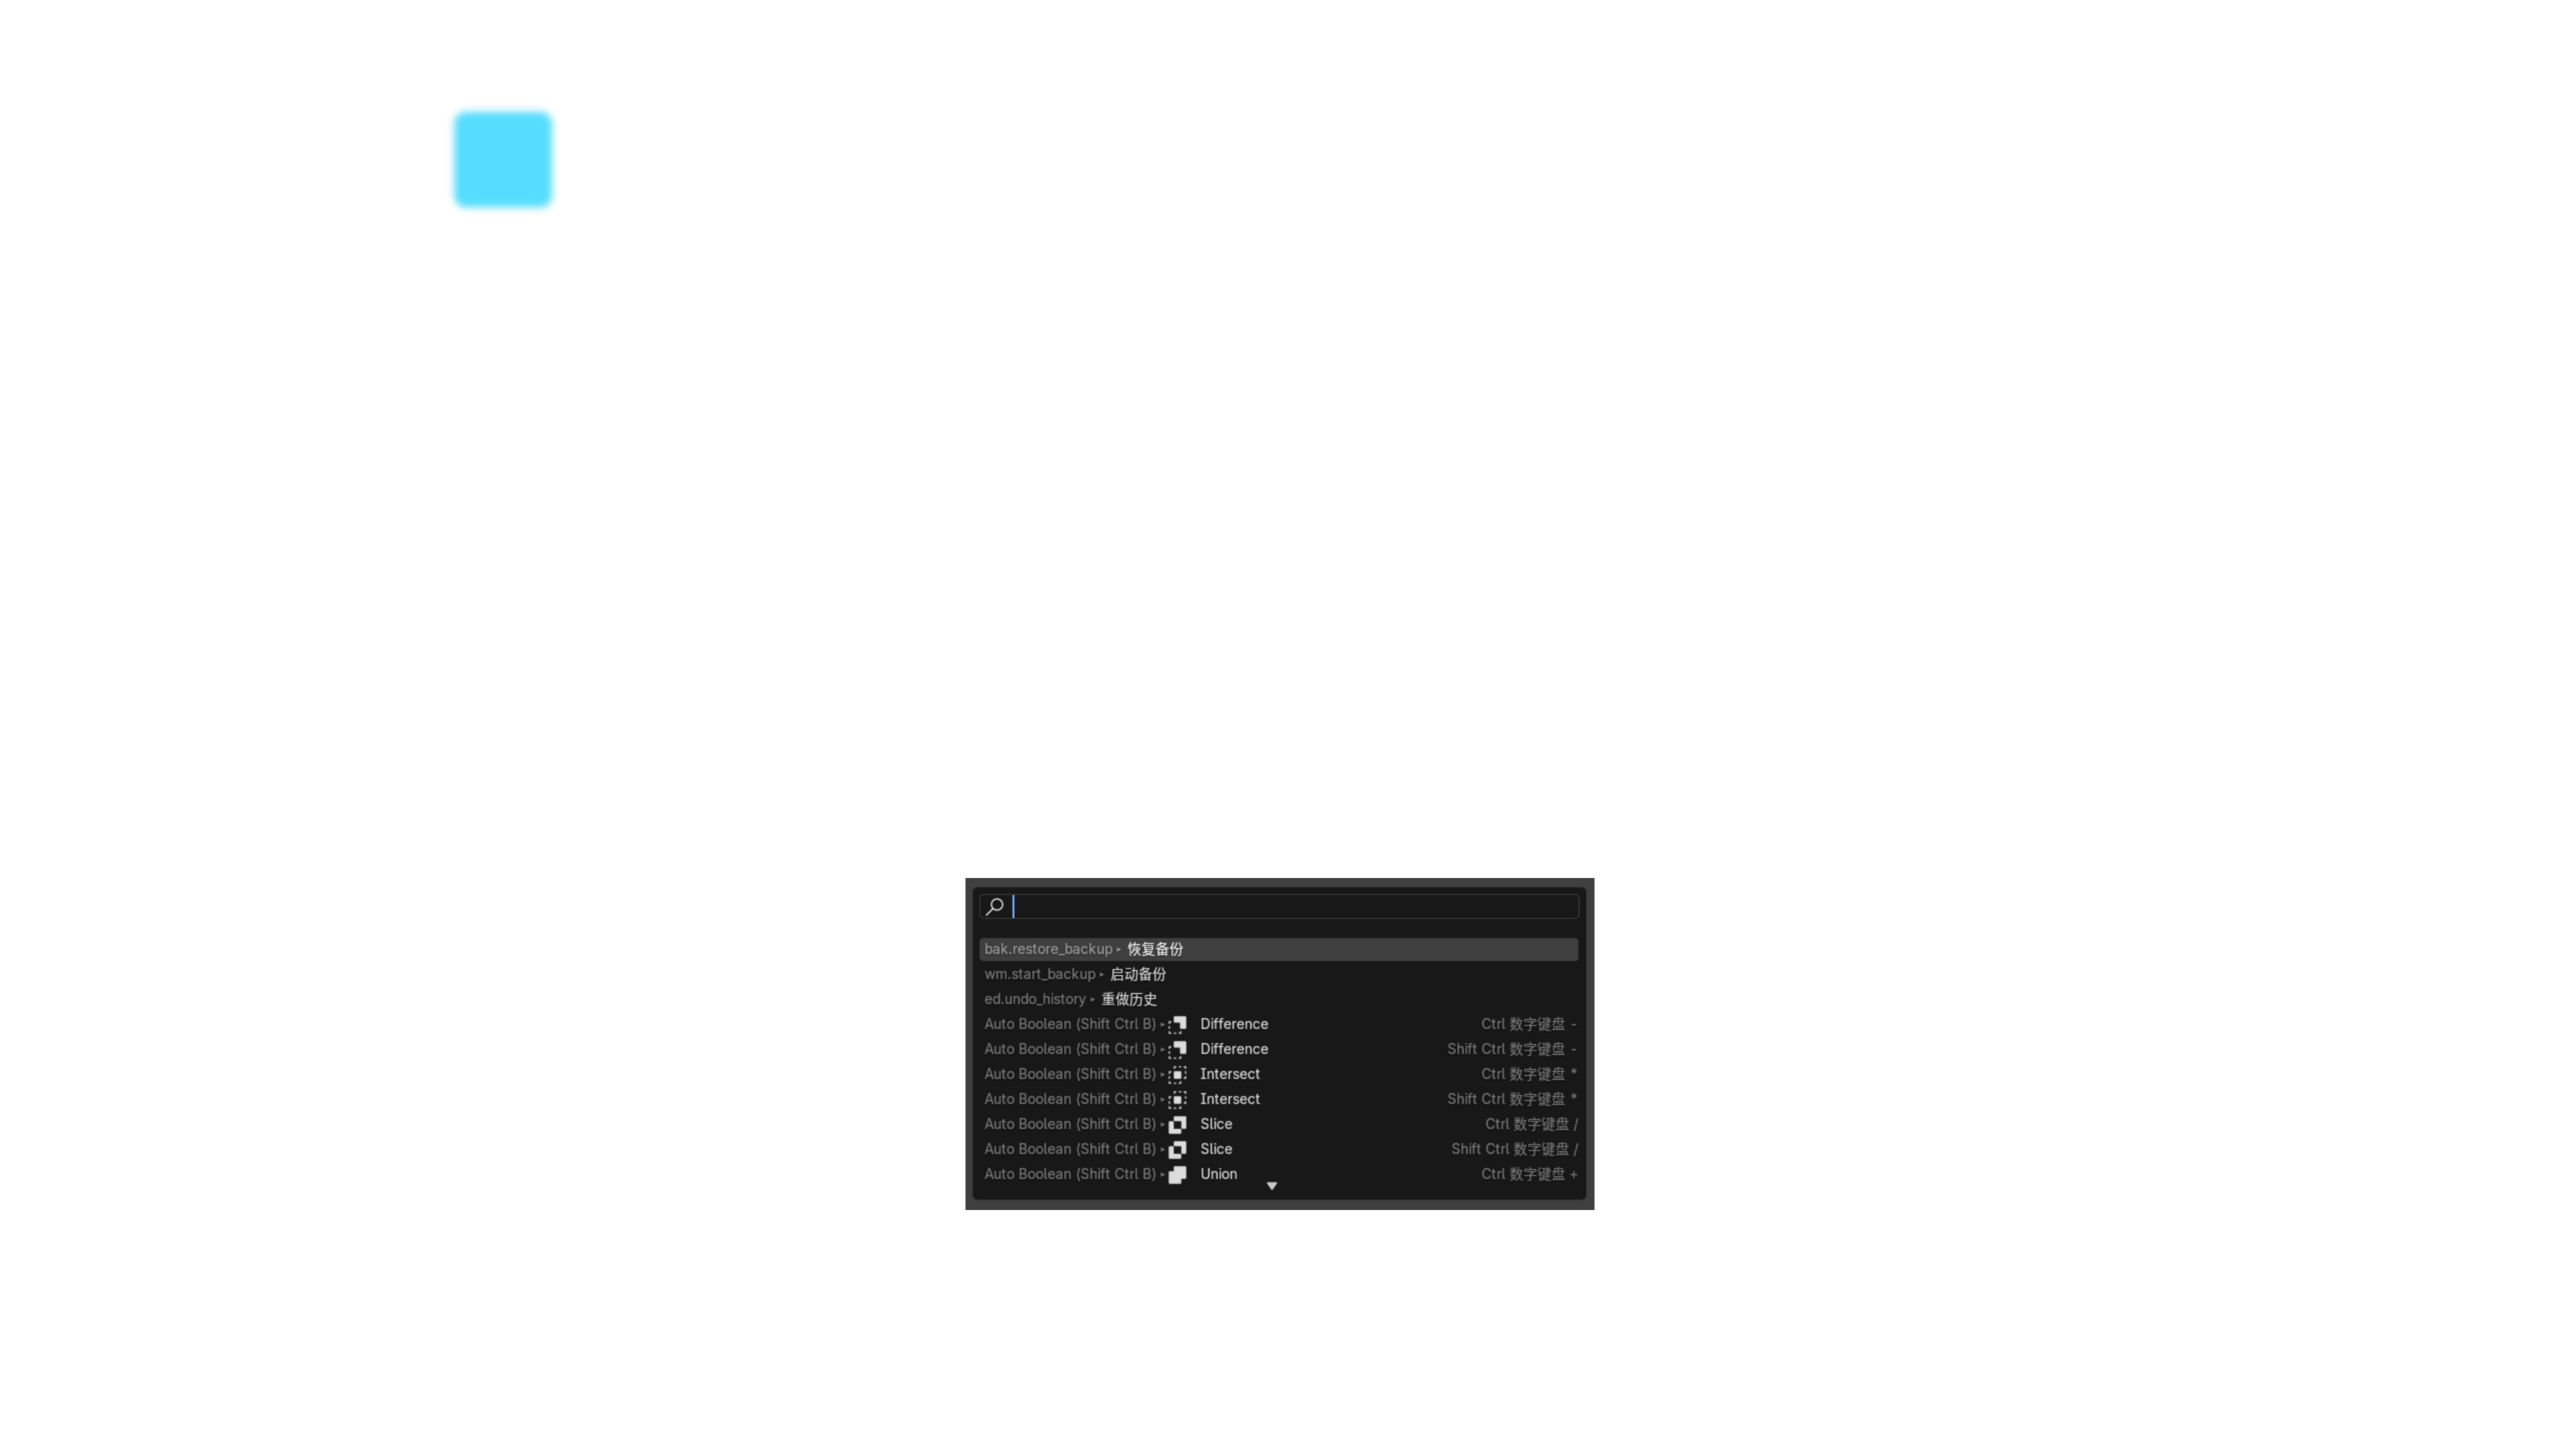 bak.restore_backup ▸ 恢复备份
wm.start_backup ▸ 启动备份
ed.undo_history ▸ 重做历史
Auto Boolean (Shift Ctrl B) ▸ Difference Ctrl 数字键盘 -
Auto Boolean (Shift Ctrl B) ▸ Difference Shift Ctrl 数字键盘 -
Auto Boolean (Shift Ctrl B) ▸ Intersect Ctrl 数字键盘 *
Auto Boolean (Shift Ctrl B) ▸ Intersect Shift Ctrl 数字键盘 *
Auto Boolean (Shift Ctrl B) ▸ Slice Ctrl 数字键盘 /
Auto Boolean (Shift Ctrl B) ▸ Slice Shift Ctrl 数字键盘 /
Auto Boolean (Shift Ctrl B) ▸ Union Ctrl 数字键盘 +